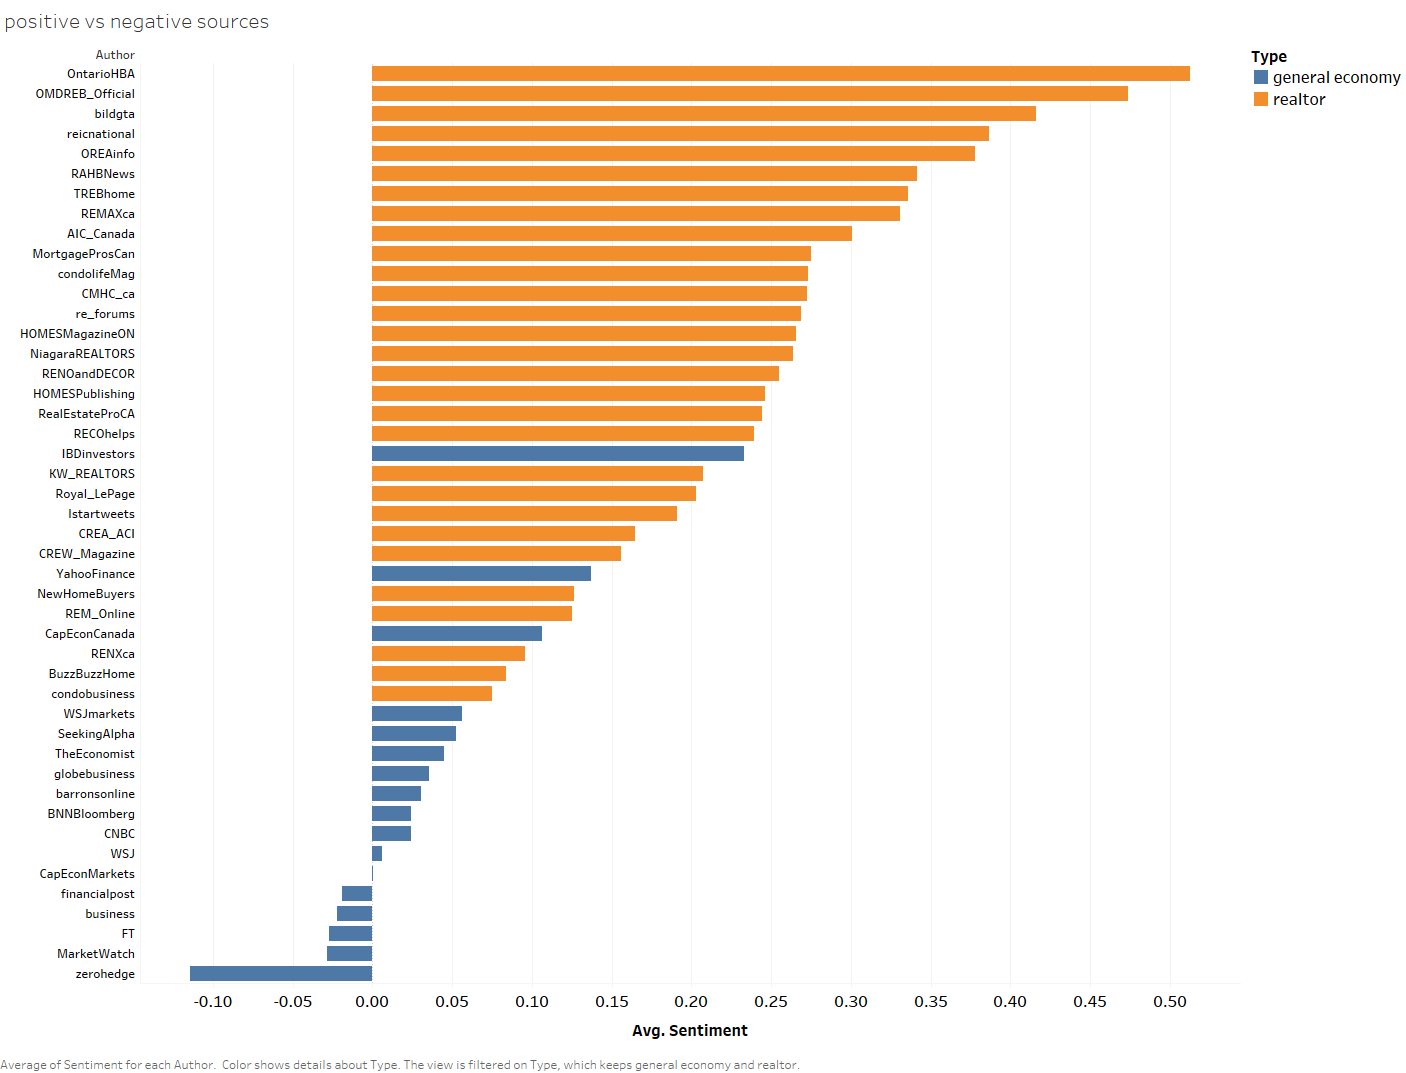 positive vs negative sources
Author
OntarioHBA
OMDREB_Official
bildgta
reicnational
OREAinfo
RAHBNews
TREBhome
REMAXca
AIC_Canada
MortgageProsCan
condolifeMag
CMHC_ca
re_forums
HOMESMagazineON
NiagaraREALTORS
RENOandDECOR
HOMESPublishing
RealEstateProCA
RECOhelps
IBDinvestors
KW_REALTORS
Royal_LePage
Istartweets
CREA_ACI
CREW_Magazine
YahooFinance
NewHomeBuyers
REM_Online
CapEconCanada
RENXca
BuzzBuzzHome
condobusiness
WSJmarkets
SeekingAlpha
TheEconomist
globebusiness
barronsonline
BNNBloomberg
CNBC
WSJ
CapEconMarkets
financialpost
business
FT
MarketWatch
zerohedge
-0.10 -0.05 0.00 0.05 0.10 0.15 0.20 0.25 0.30 0.35 0.40 0.45 0.50
Avg. Sentiment
Type
general economy
realtor
Average of Sentiment for each Author. Color shows details about Type. The view is filtered on Type, which keeps general economy and realtor.